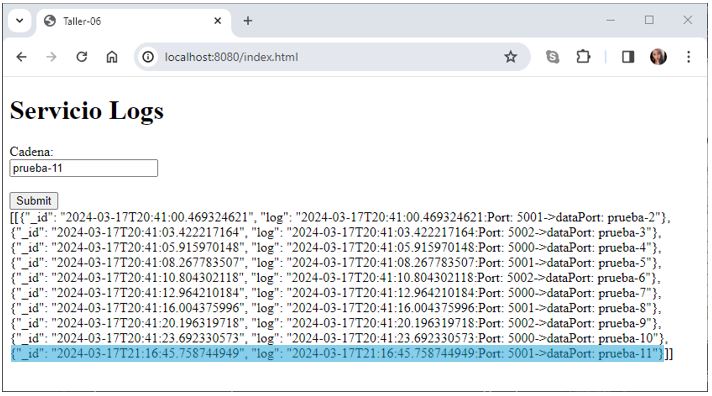 Taller-06
localhost:8080/index.html
Servicio Logs
Cadena:
prueba-11
Submit
[[{"_id": "2024-03-17T20:41:00.469324621", "log": "2024-03-17T20:41:00.469324621:Port: 5001->dataPort: prueba-2"},
{"_id": "2024-03-17T20:41:03.422217164", "log": "2024-03-17T20:41:03.422217164:Port: 5002->dataPort: prueba-3"},
{"_id": "2024-03-17T20:41:05.915970148", "log": "2024-03-17T20:41:05.915970148:Port: 5000->dataPort: prueba-4"},
{"_id": "2024-03-17T20:41:08.267783507", "log": "2024-03-17T20:41:08.267783507:Port: 5001->dataPort: prueba-5"},
{"_id": "2024-03-17T20:41:10.804302118", "log": "2024-03-17T20:41:10.804302118:Port: 5002->dataPort: prueba-6"},
{"_id": "2024-03-17T20:41:12.964210184", "log": "2024-03-17T20:41:12.964210184:Port: 5000->dataPort: prueba-7"},
{"_id": "2024-03-17T20:41:16.004375996", "log": "2024-03-17T20:41:16.004375996:Port: 5001->dataPort: prueba-8"},
{"_id": "2024-03-17T20:41:20.196319718", "log": "2024-03-17T20:41:20.196319718:Port: 5002->dataPort: prueba-9"},
{"_id": "2024-03-17T20:41:23.692330573", "log": "2024-03-17T20:41:23.692330573:Port: 5000->dataPort: prueba-10"},
{"_id": "2024-03-17T21:16:45.758744949", "log": "2024-03-17T21:16:45.758744949:Port: 5001->dataPort: prueba-11"}]]